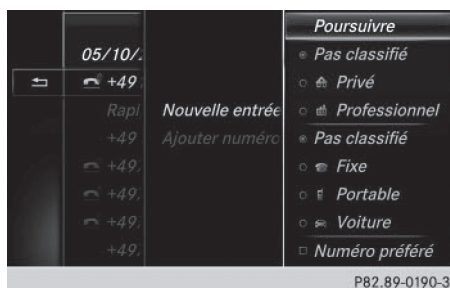 Poursuivre
05/10/
Pas classifié
+49
Privé
Rapi
Nouvelle entrée
Professionnel
+49
Ajouter numéro
Pas classifié
+49,
Fixe
+49,
Portable
+49,
Voiture
+49,
Numéro préféré
P82.89-0190-3